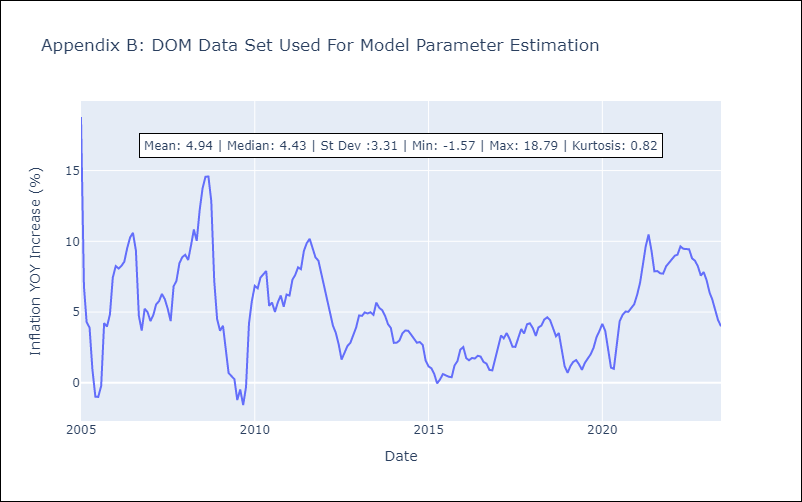 Appendix B: DOM Data Set Used For Model Parameter Estimation
Mean: 4.94 | Median: 4.43 | St Dev :3.31 | Min: -1.57 | Max: 18.79 | Kurtosis: 0.82
Inflation YOY Increase (%)
15
10
5
0
2005
2010
2015
2020
Date